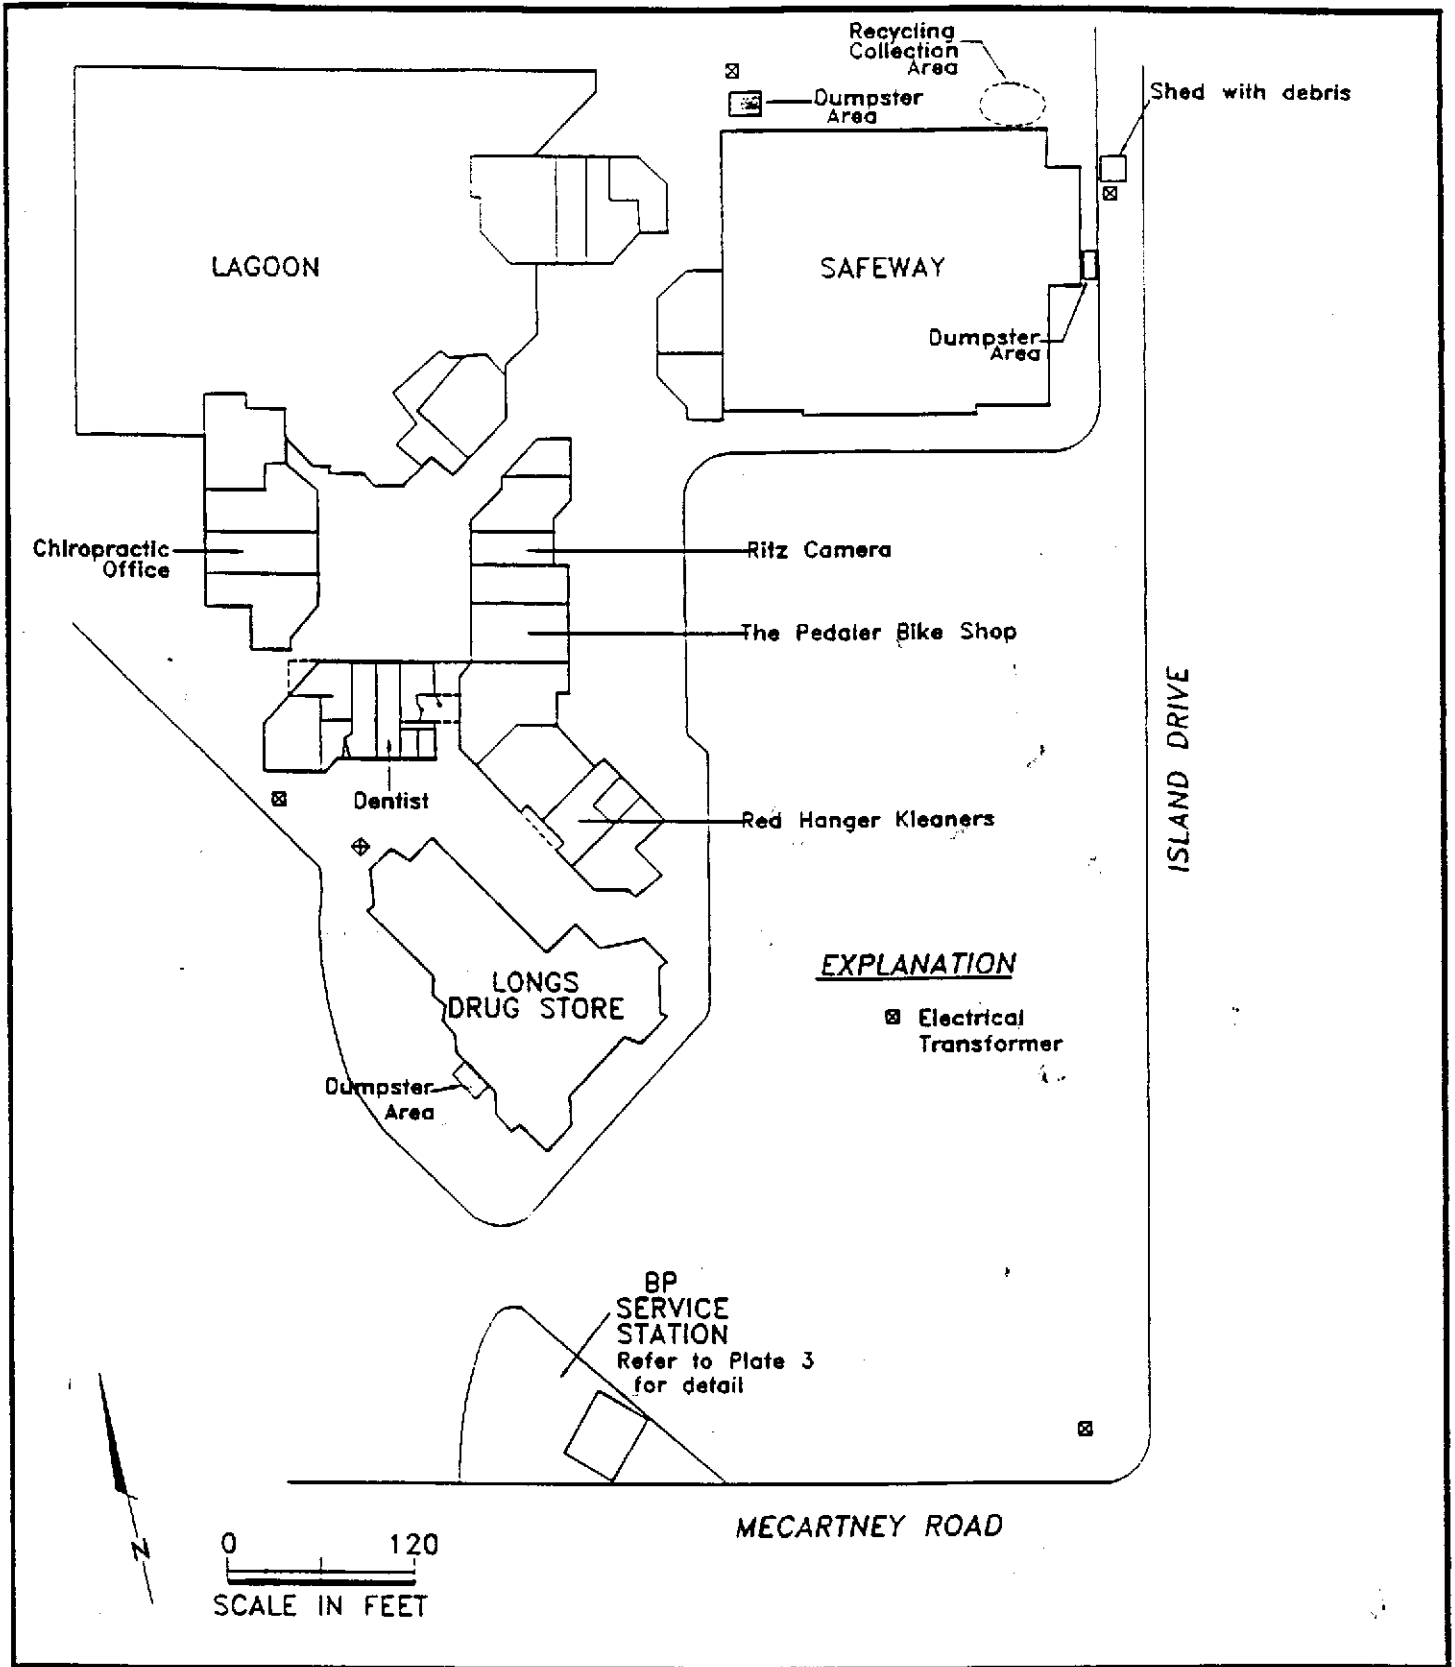 Recycling
Collection
Area
Dumpster
Area
Shed with debris
LAGOON
SAFEWAY
Dumpster
Area
Chiropractic
Office
Ritz Camera
The Pedaler Bike Shop
ISLAND DRIVE
Dentist
Red Hanger Kleaners
EXPLANATION
LONGS
DRUG STORE
Electrical
Transformer
Dumpster
Area
BP
SERVICE
STATION
Refer to Plate 3
for detail
MECARTNEY ROAD
N
0 120
SCALE IN FEET